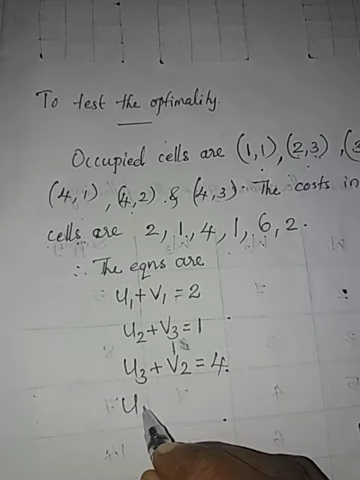 To test the optimality.
Occupied cells are (1,1), (2,3), (3
(4,1), (4,2) & (4,3). The costs in
cells are 2, 1, 4, 1, 6, 2.
∴ The eqns are
U₁+V₁=2
U₂+V₃=1
U₃+V₂=4.
U